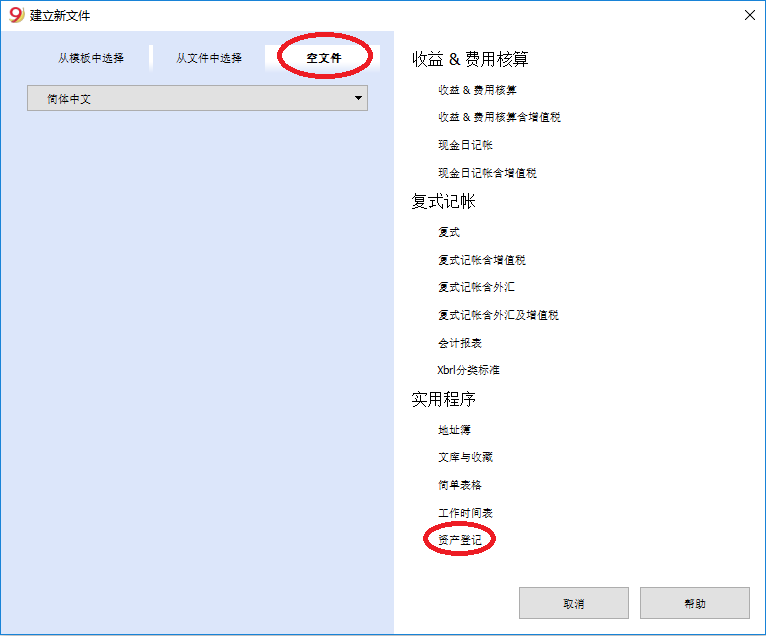 9 建立新文件
从模板中选择 从文件中选择 空文件
简体中文
收益 & 费用核算
收益 & 费用核算
收益 & 费用核算含增值税
现金日记帐
现金日记帐含增值税
复式记帐
复式
复式记帐含增值税
复式记帐含外汇
复式记帐含外汇及增值税
会计报表
Xbrl分类标准
实用程序
地址簿
文库与收藏
简单表格
工作时间表
资产登记
取消 帮助